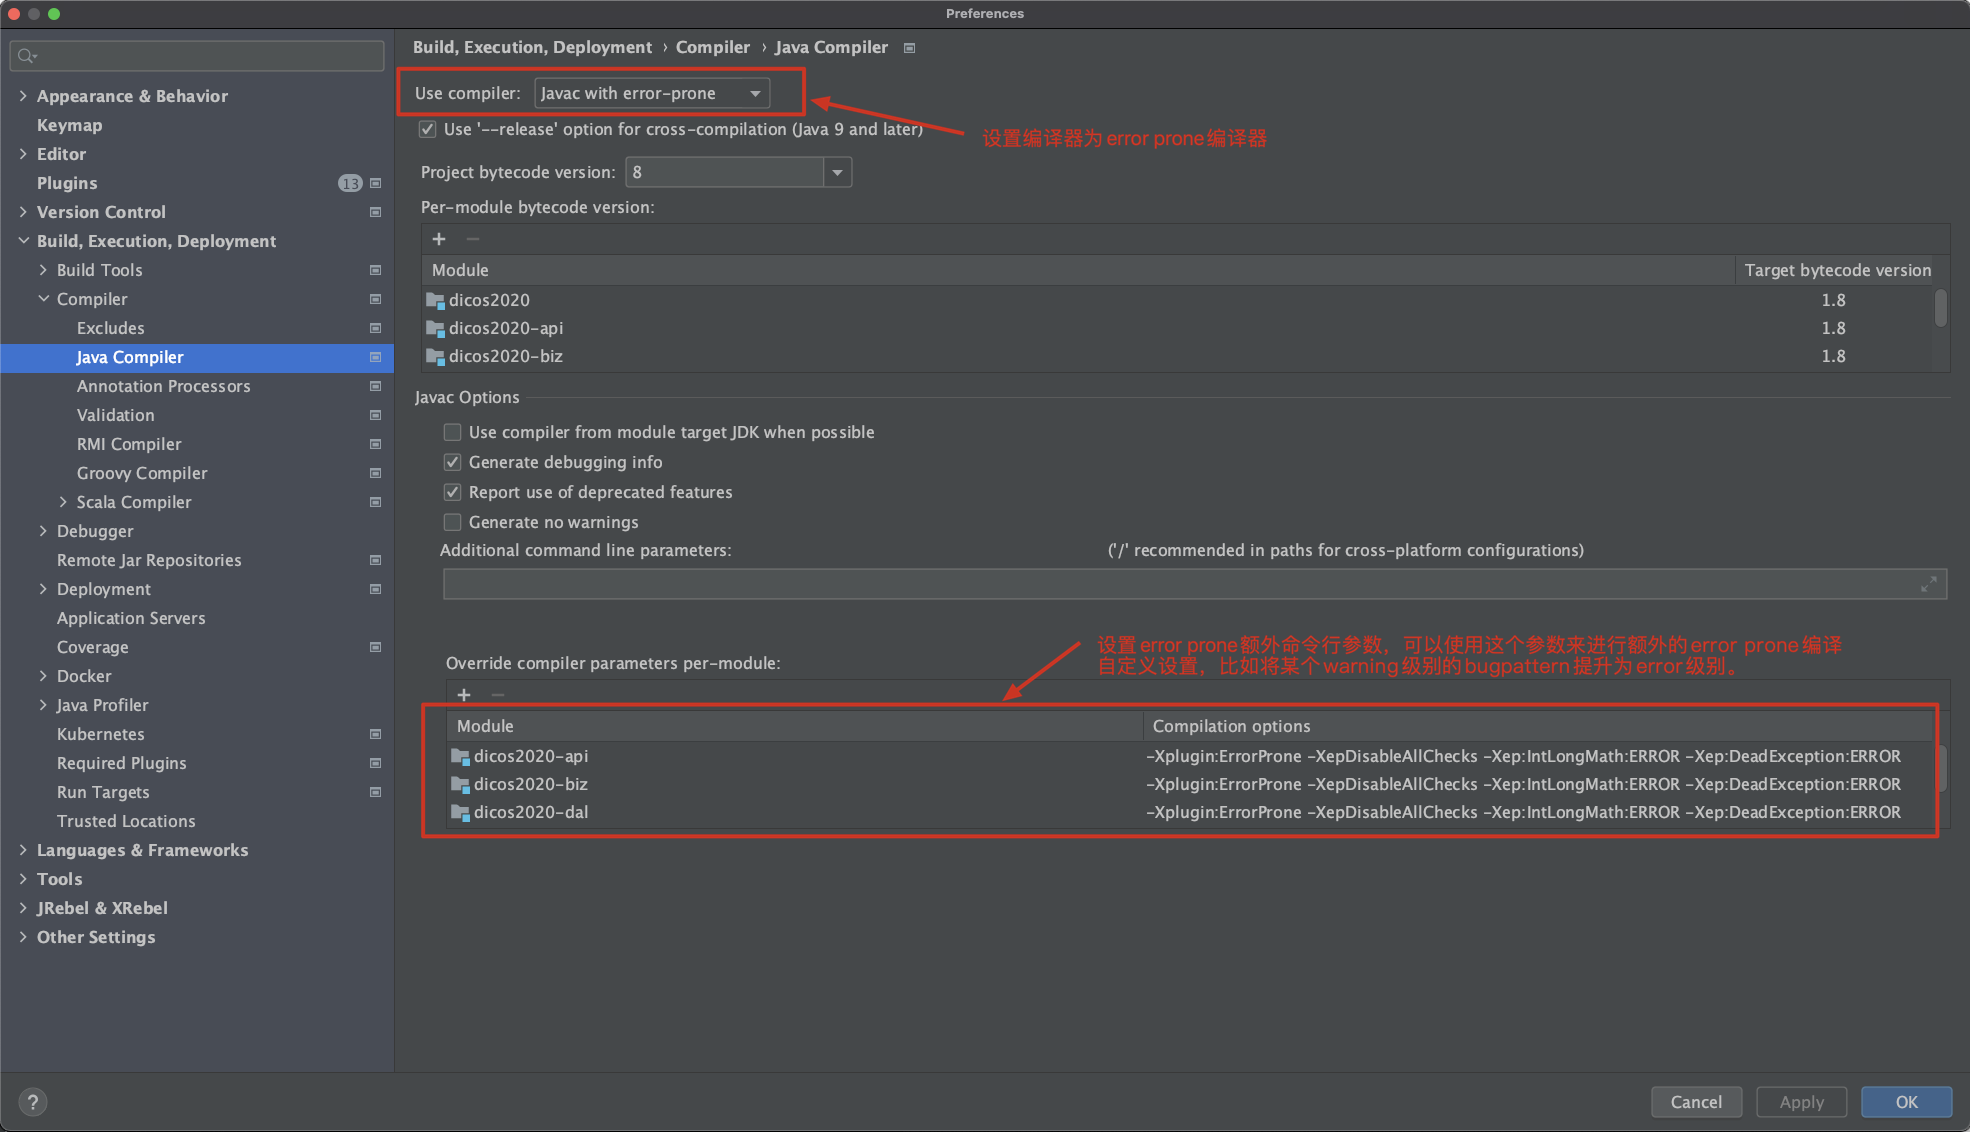 Preferences
Build, Execution, Deployment › Compiler › Java Compiler
Use compiler: Javac with error-prone
Use '--release' option for cross-compilation (Java 9 and later)
设置编译器为error prone编译器
Project bytecode version: 8
Per-module bytecode version:
Module Target bytecode version
dicos2020 1.8
dicos2020-api 1.8
dicos2020-biz 1.8
Javac Options
Use compiler from module target JDK when possible
Generate debugging info
Report use of deprecated features
Generate no warnings
Additional command line parameters: ('/' recommended in paths for cross-platform configurations)
设置error prone额外命令行参数，可以使用这个参数来进行额外的error prone编译
自定义设置，比如将某个warning级别的bugpattern提升为error级别。
Override compiler parameters per-module:
Module Compilation options
dicos2020-api -Xplugin:ErrorProne -XepDisableAllChecks -Xep:IntLongMath:ERROR -Xep:DeadException:ERROR
dicos2020-biz -Xplugin:ErrorProne -XepDisableAllChecks -Xep:IntLongMath:ERROR -Xep:DeadException:ERROR
dicos2020-dal -Xplugin:ErrorProne -XepDisableAllChecks -Xep:IntLongMath:ERROR -Xep:DeadException:ERROR
Appearance & Behavior
Keymap
Editor
Plugins 13
Version Control
Build, Execution, Deployment
Build Tools
Compiler
Excludes
Java Compiler
Annotation Processors
Validation
RMI Compiler
Groovy Compiler
Scala Compiler
Debugger
Remote Jar Repositories
Deployment
Application Servers
Coverage
Docker
Java Profiler
Kubernetes
Required Plugins
Run Targets
Trusted Locations
Languages & Frameworks
Tools
JRebel & XRebel
Other Settings
?
Cancel Apply OK